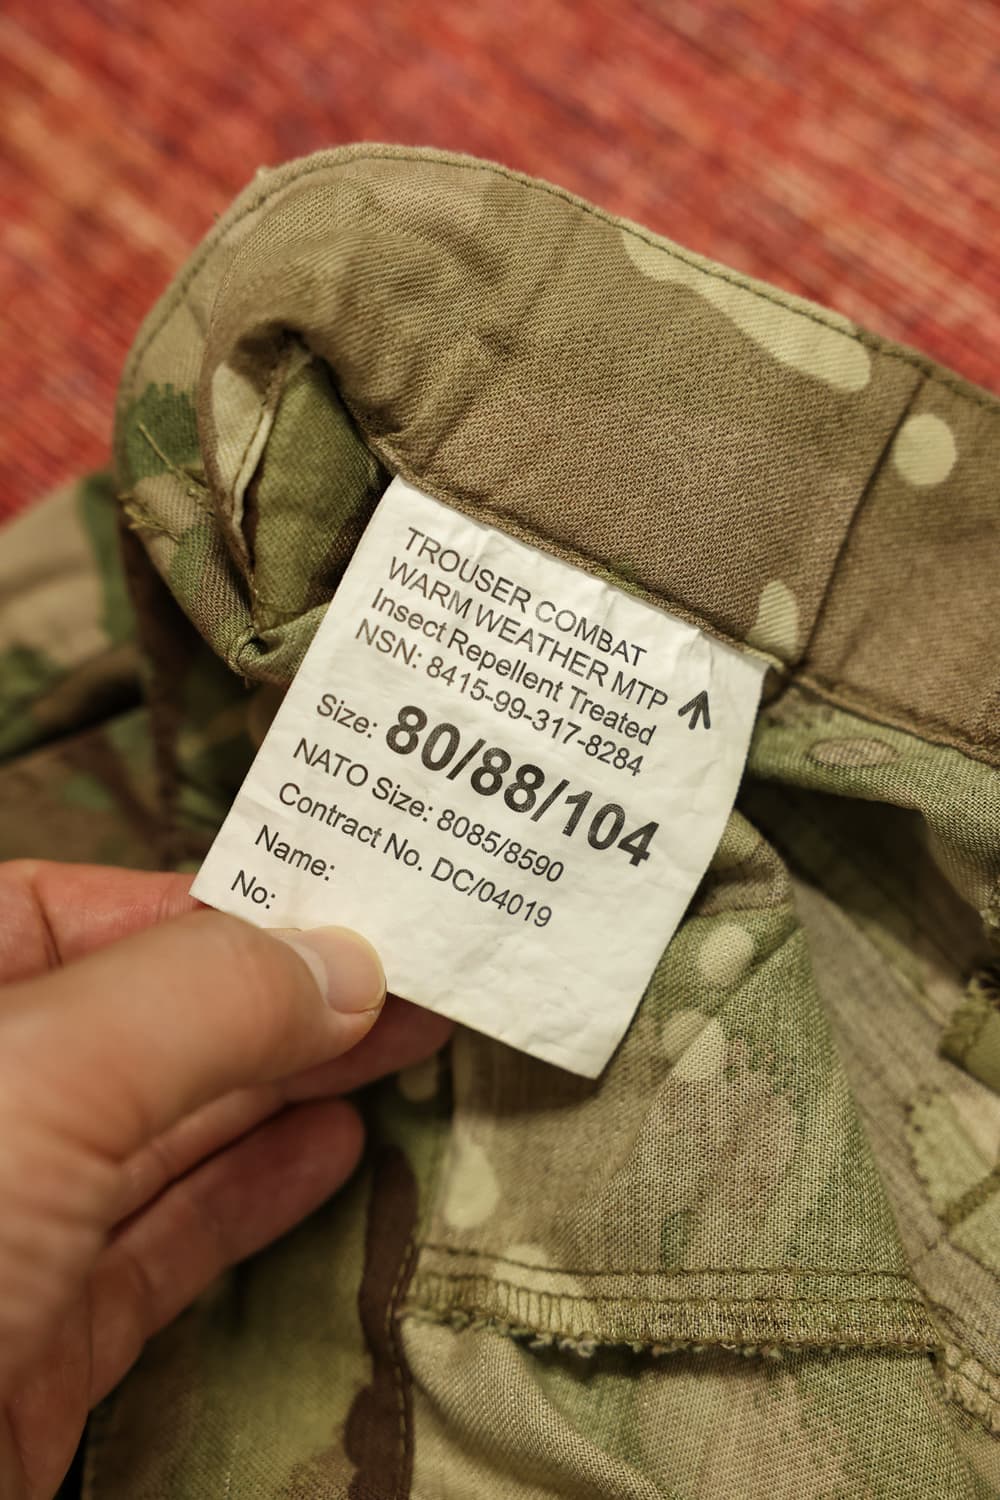 TROUSER COMBAT
WARM WEATHER MTP
Insect Repellent Treated
NSN: 8415-99-317-8284
Size: 80/88/104
NATO Size: 8085/8590
Contract No. DC/04019
Name:
No: